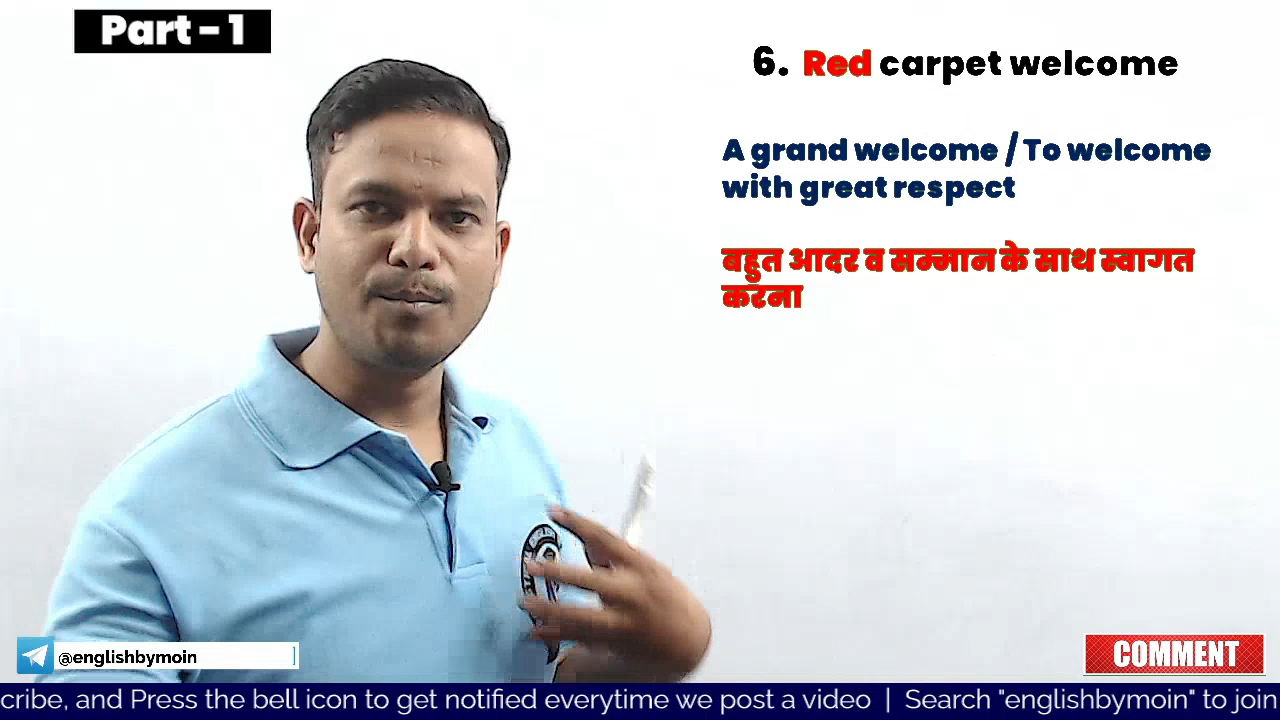 Part - 1
6. Red carpet welcome
A grand welcome / To welcome
with great respect
बहुत आदर व सम्मान के साथ स्वागत
करना
@englishbymoin
COMMENT
cribe, and Press the bell icon to get notified everytime we post a video | Search "englishbymoin" to join